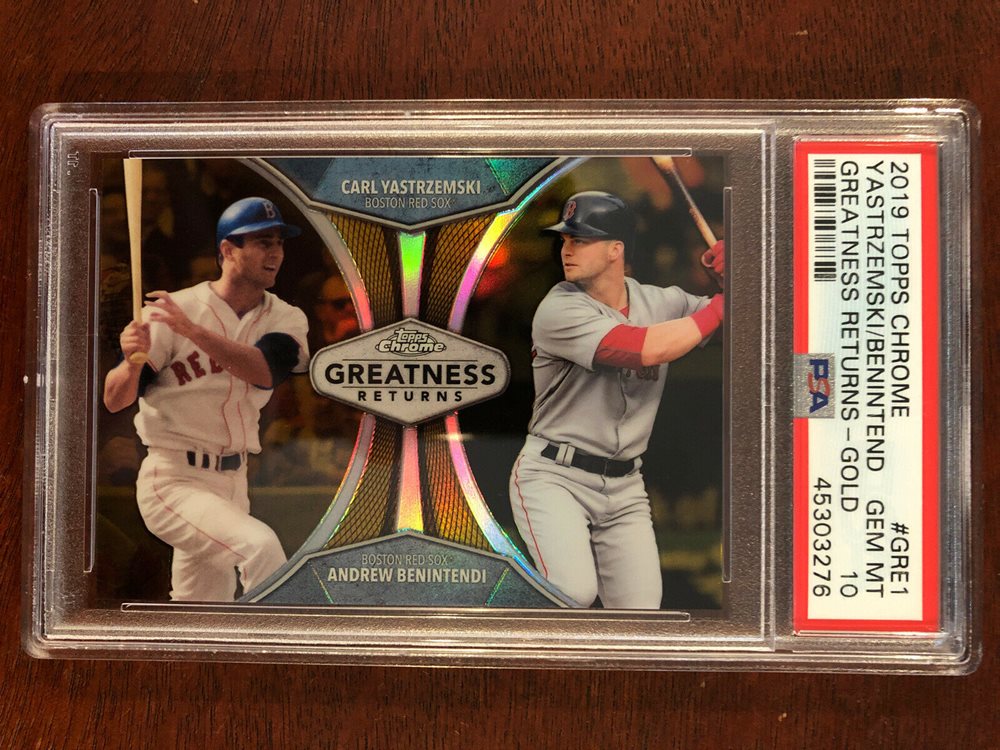 CARL YASTRZEMSKI
BOSTON RED SOX
B
B
RED
Topps
Chrome
GREATNESS
RETURNS
BOSTON RED SOX
ANDREW BENINTENDI
2019 TOPPS CHROME #GRE1
YASTRZEMSKI/BENINTEND GEM MT
GREATNESS RETURNS-GOLD 10
PSA
45303276